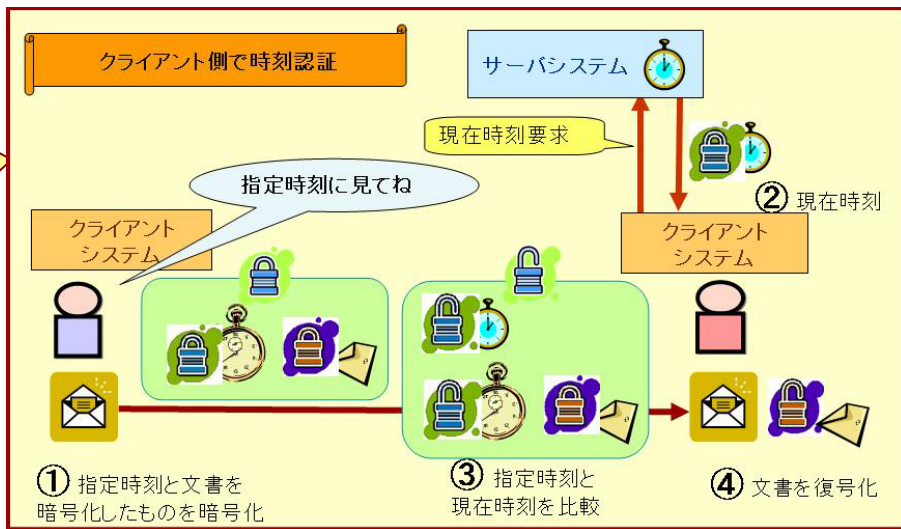 クライアント側で時刻認証
サーバシステム
現在時刻要求
指定時刻に見てね
② 現在時刻
クライアント
システム
クライアント
システム
① 指定時刻と文書を
暗号化したものを暗号化
③ 指定時刻と
現在時刻を比較
④ 文書を復号化